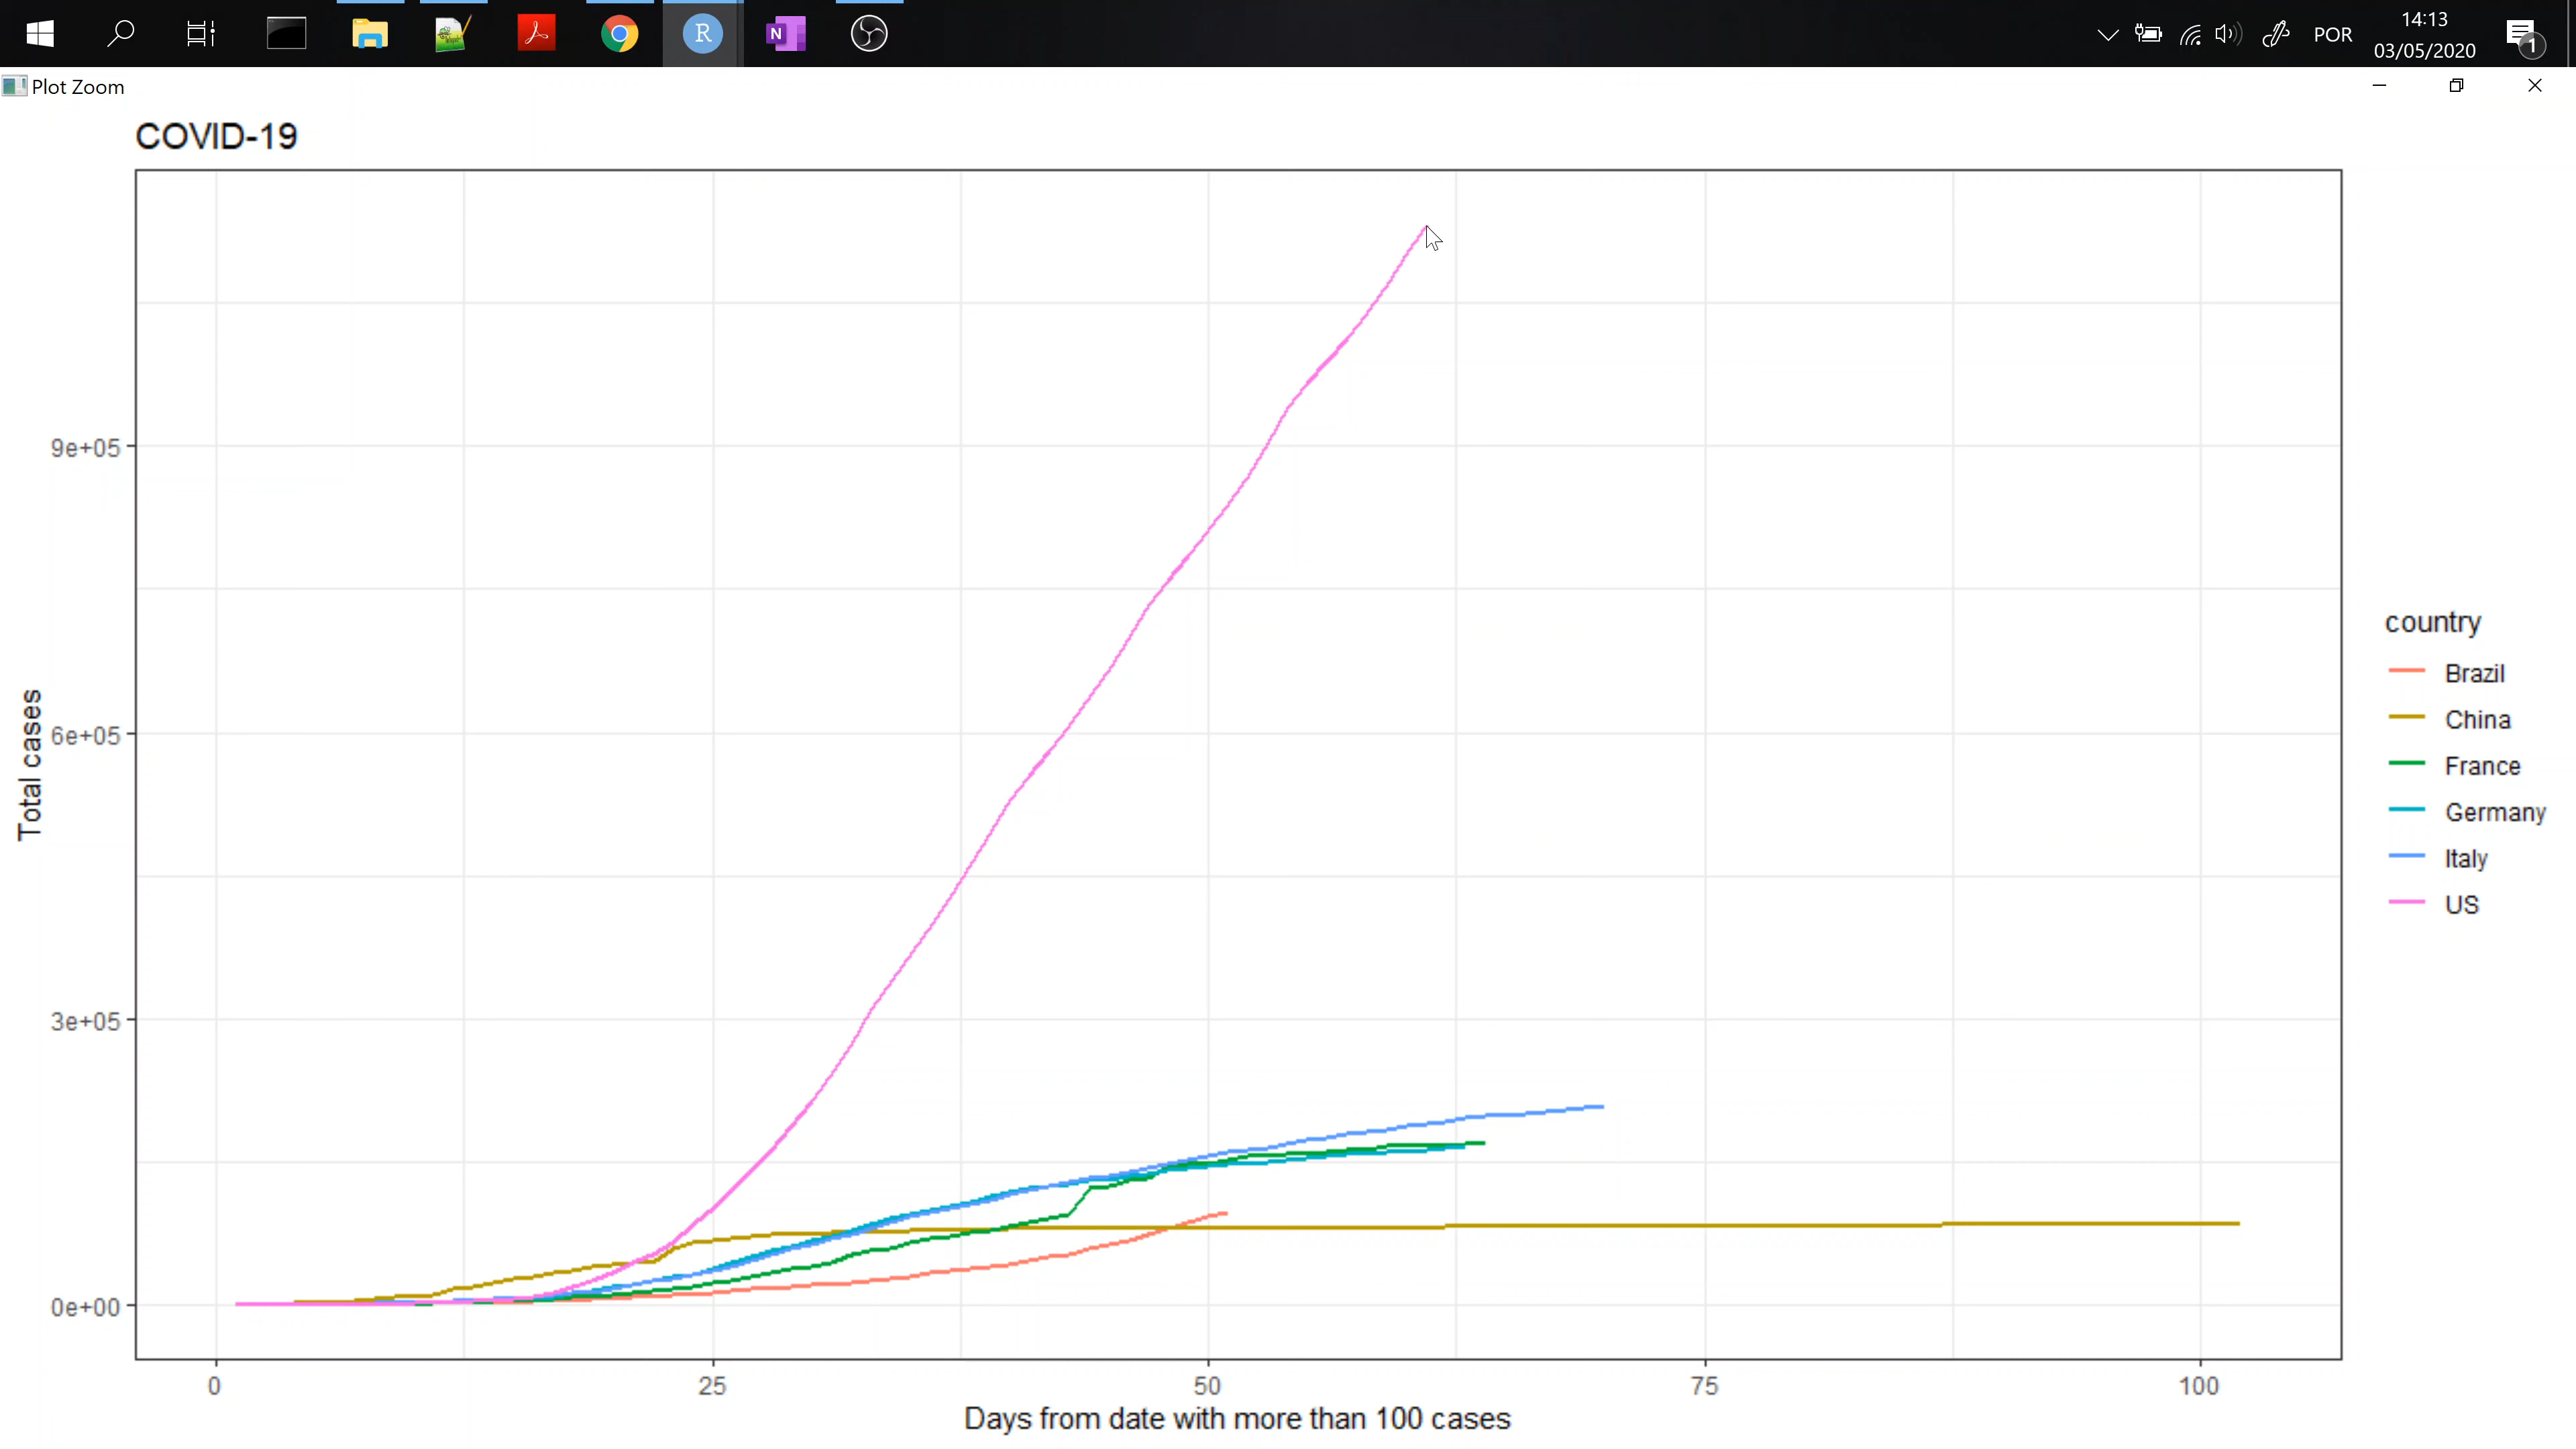 14:13
POR
03/05/2020
1
N
R
Plot Zoom
COVID-19
9e+05
6e+05
3e+05
0e+00
Total cases
0 25 50 75 100
Days from date with more than 100 cases
country
Brazil
China
France
Germany
Italy
US